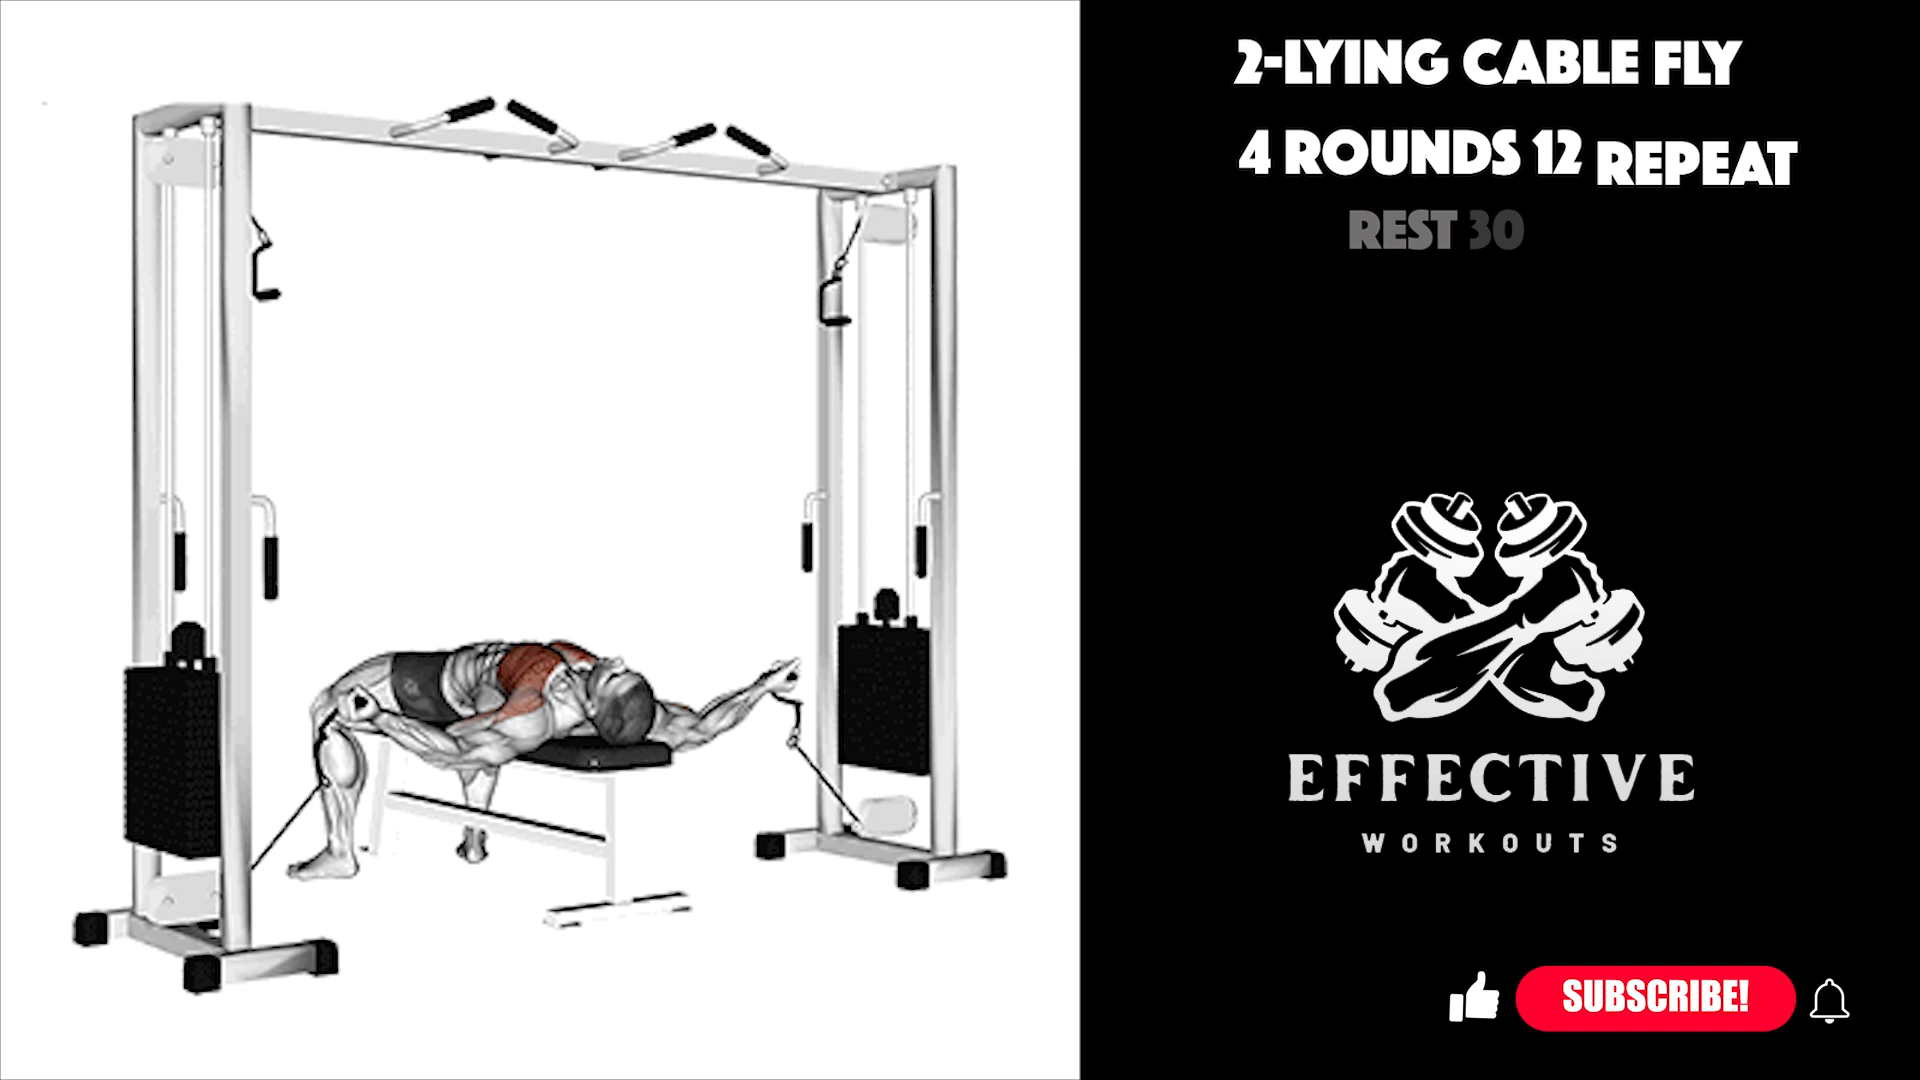 2-LYING CABLE FLY
4 ROUNDS 12 REPEAT
REST 30
EFFECTIVE
WORKOUTS
SUBSCRIBE!